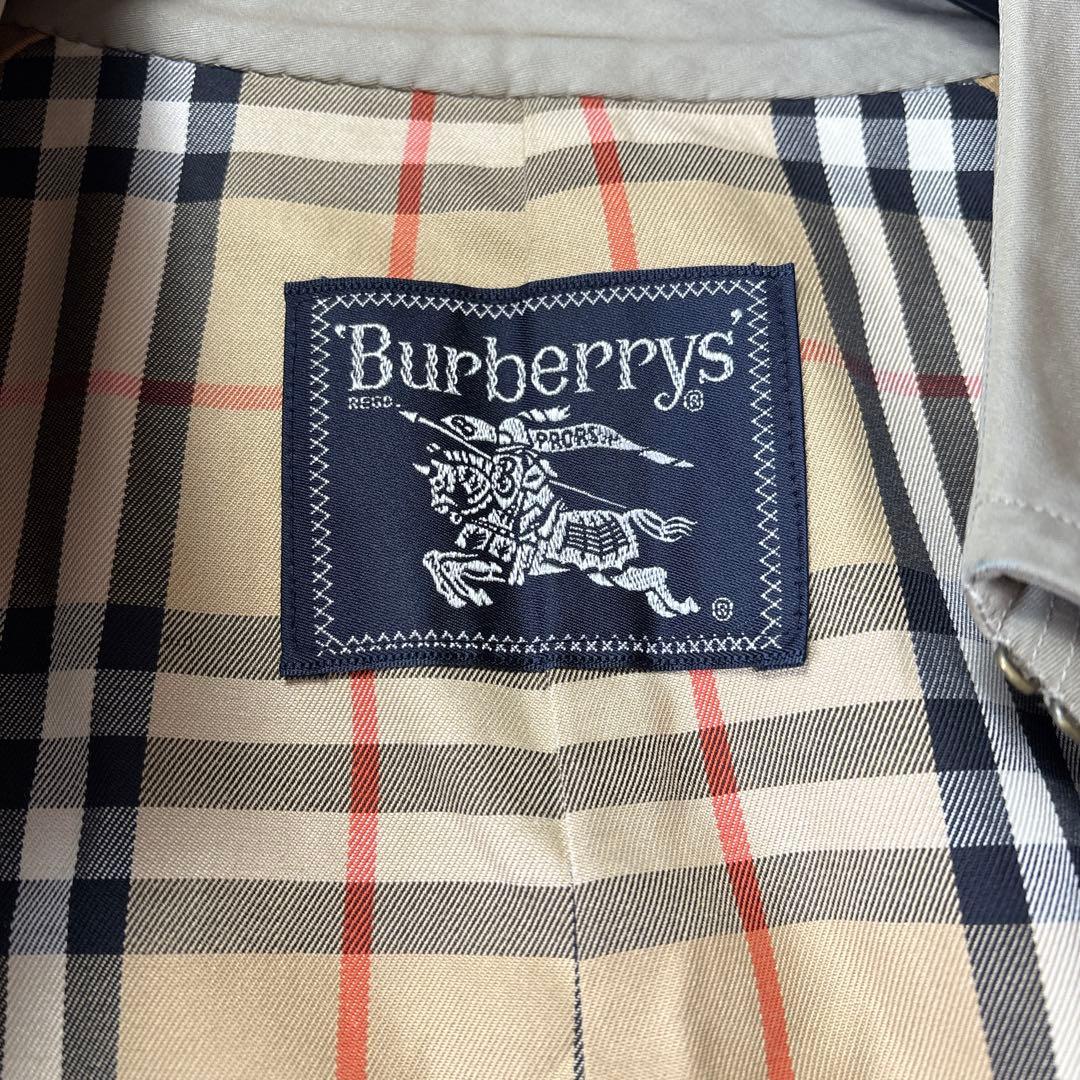 'Burberrys'
REGD. ®
B PRORSUM
B
®